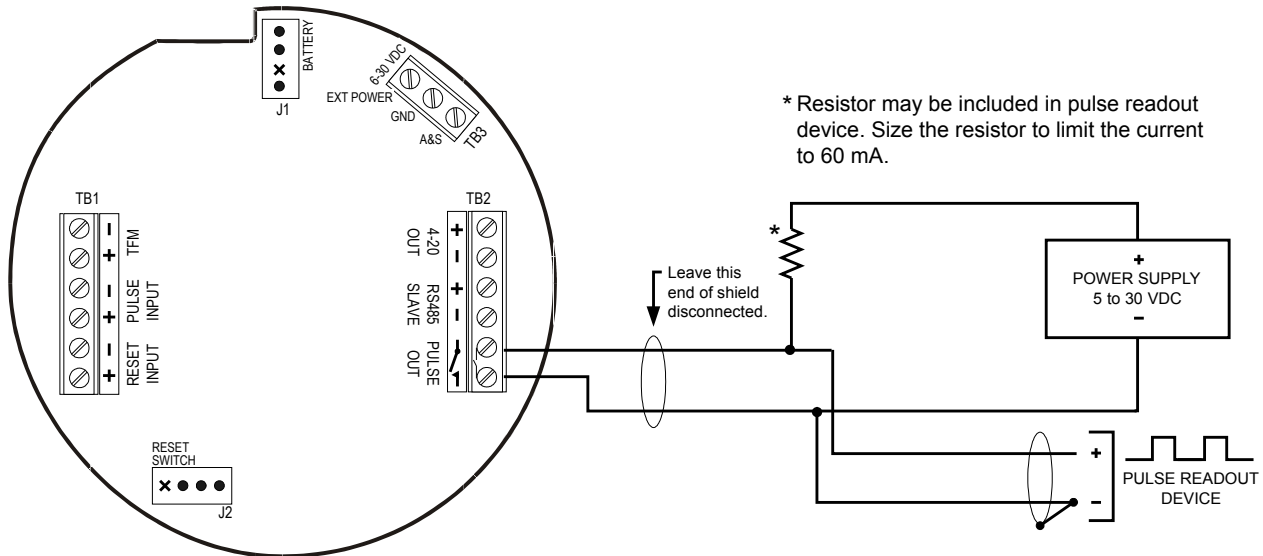 BATTERY
J1
6-30 VDC
EXT POWER
GND
A&S
TB3
* Resistor may be included in pulse readout
device. Size the resistor to limit the current
to 60 mA.
TB1
− TFM
+
− PULSE
+ INPUT
− RESET
+ INPUT
TB2
+ 4-20
− OUT
+ RS485
− SLAVE
PULSE
OUT
Leave this
end of shield
disconnected.
*
+
POWER SUPPLY
5 to 30 VDC
−
+
−
PULSE READOUT
DEVICE
RESET
SWITCH
J2